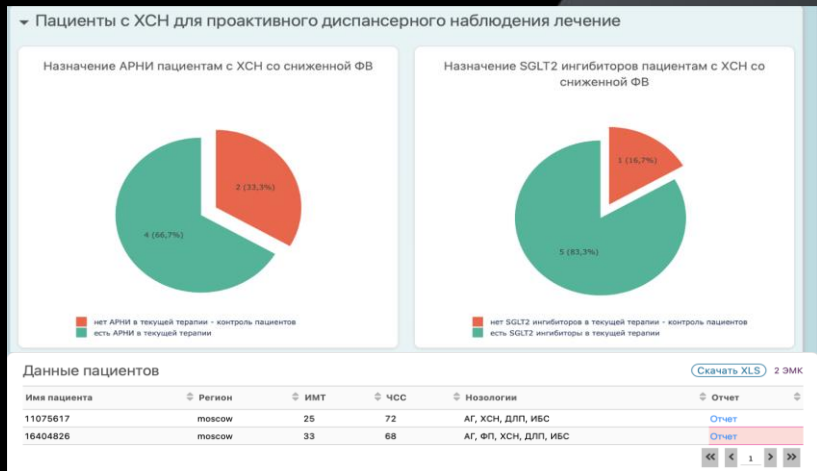 Пациенты с ХСН для проактивного диспансерного наблюдения лечение
Назначение АРНИ пациентам с ХСН со сниженной ФВ
2 (33,3%)
4 (66,7%)
нет АРНИ в текущей терапии - контроль пациентов
есть АРНИ в текущей терапии
Назначение SGLT2 ингибиторов пациентам с ХСН со
сниженной ФВ
1 (16,7%)
5 (83,3%)
нет SGLT2 ингибиторов в текущей терапии - контроль пациентов
есть SGLT2 ингибиторы в текущей терапии
Данные пациентов
Скачать XLS 2 ЭМК
Имя пациента Регион ИМТ ЧСС Нозологии Отчет
11075617 moscow 25 72 АГ, ХСН, ДЛП, ИБС Отчет
16404826 moscow 33 68 АГ, ФП, ХСН, ДЛП, ИБС Отчет
1